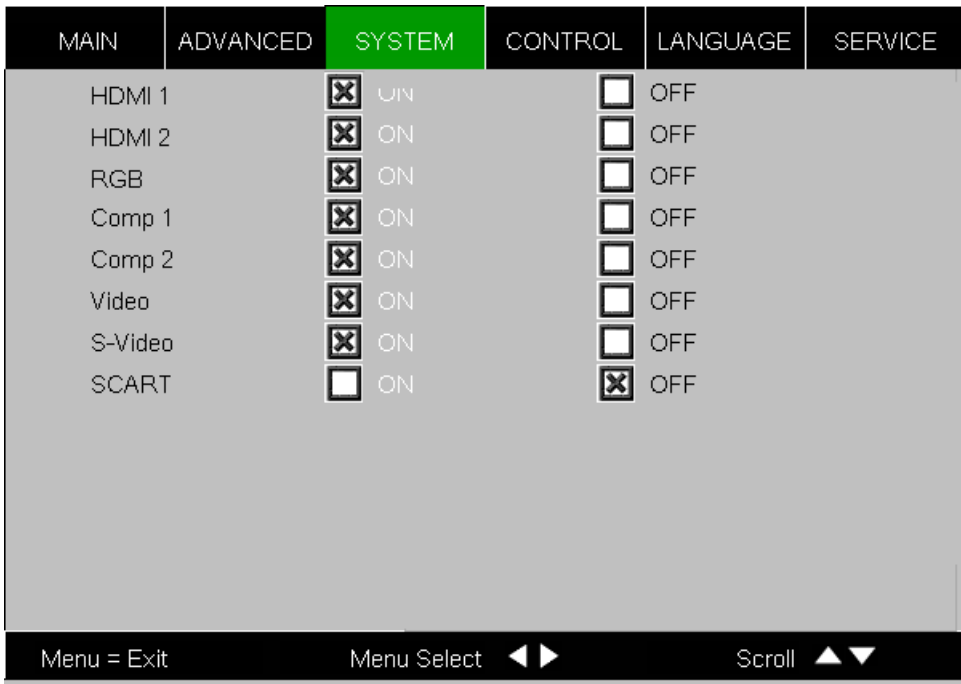 MAIN ADVANCED SYSTEM CONTROL LANGUAGE SERVICE
HDMI 1 ON OFF
HDMI 2 ON OFF
RGB ON OFF
Comp 1 ON OFF
Comp 2 ON OFF
Video ON OFF
S-Video ON OFF
SCART ON OFF
Menu = Exit Menu Select Scroll